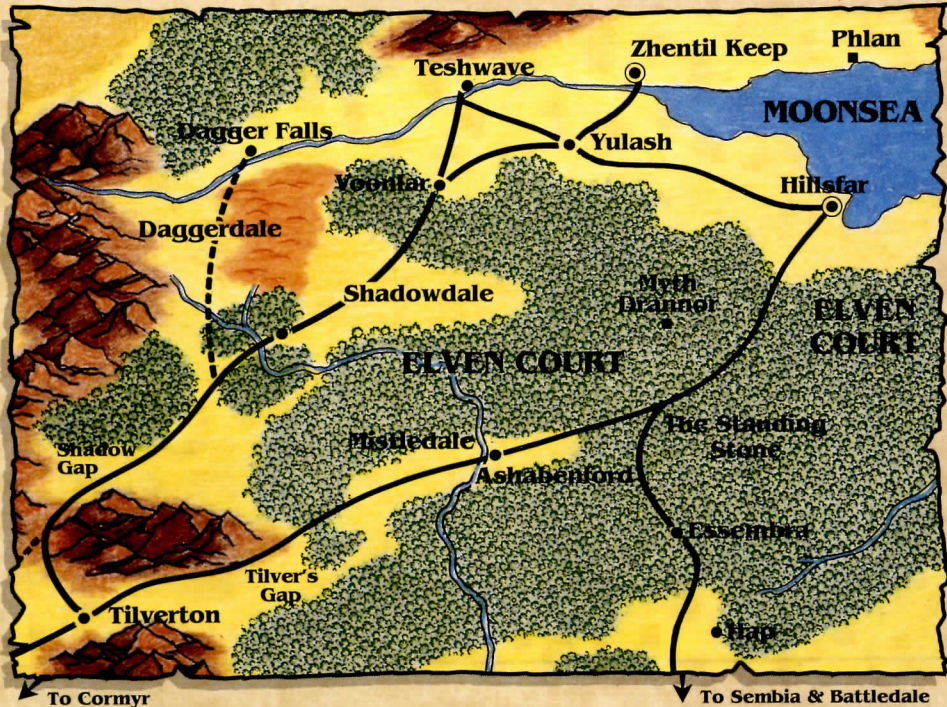 Zhentil Keep
Phlan
Teshwave
MOONSEA
Dagger Falls
Yulash
Voonlar
Hillsfar
Daggerdale
Shadowdale
Myth
Drannor
ELVEN
COURT
ELVEN COURT
The Standing
Stone
Mistledale
Shadow
Gap
Ashabenford
Essembra
Tilver's
Gap
Tilverton
Hap
To Cormyr
To Sembia & Battledale